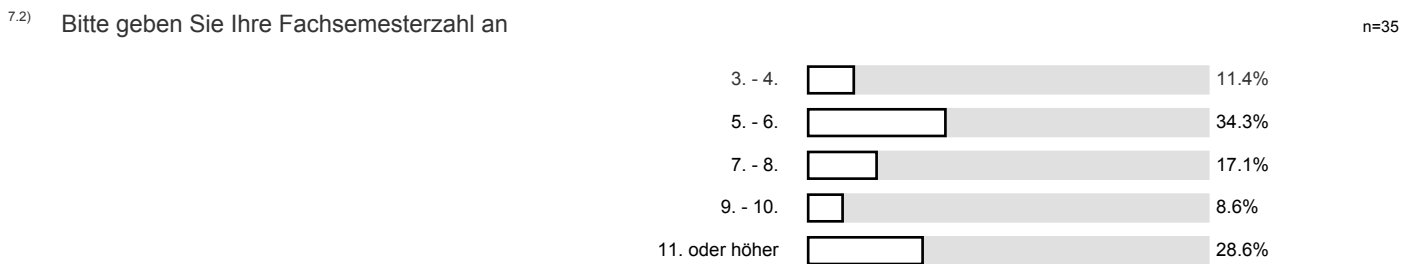 7.2) Bitte geben Sie Ihre Fachsemesterzahl an n=35
3. - 4. 11.4%
5. - 6. 34.3%
7. - 8. 17.1%
9. - 10. 8.6%
11. oder höher 28.6%